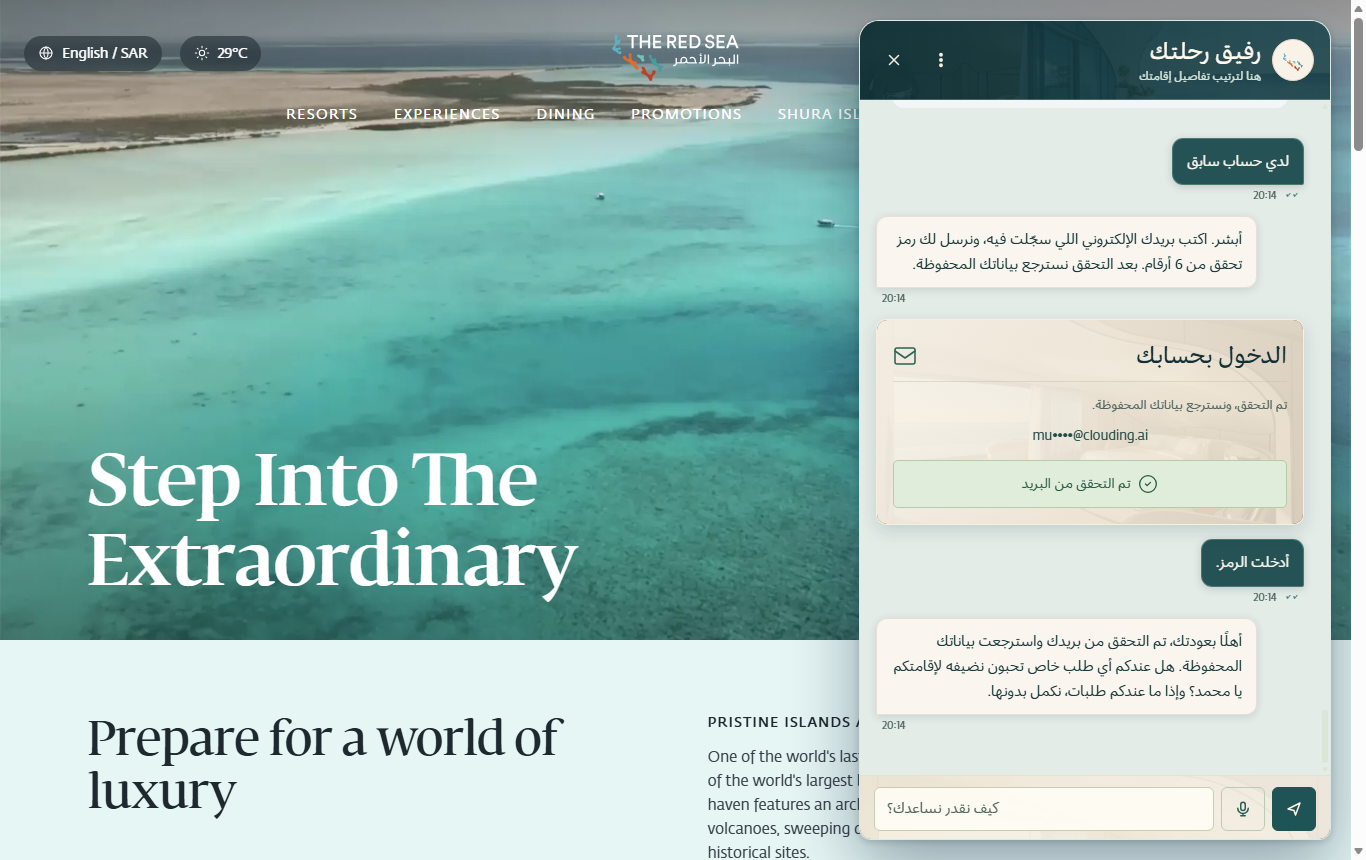 English / SAR
29°C
THE RED SEA
البحر الأحمر
RESORTS
EXPERIENCES
DINING
PROMOTIONS
SHURA ISL
Step Into The
Extraordinary
Prepare for a world of
luxury
PRISTINE ISLANDS
One of the world's las
of the world's largest
haven features an arc
volcanoes, sweeping
historical sites.
رفيق رحلتك
هنا لترتيب تفاصيل إقامتك
لدي حساب سابق
20:14
أبشر. اكتب بريدك الإلكتروني اللي سجّلت فيه، ونرسل لك رمز
تحقق من 6 أرقام. بعد التحقق نسترجع بياناتك المحفوظة.
20:14
الدخول بحسابك
تم التحقق، ونسترجع بياناتك المحفوظة.
mu••••@clouding.ai
تم التحقق من البريد
أدخلت الرمز.
20:14
أهلًا بعودتك، تم التحقق من بريدك واسترجعت بياناتك
المحفوظة. هل عندكم أي طلب خاص تحبون نضيفه لإقامتكم
يا محمد؟ وإذا ما عندكم طلبات، نكمل بدونها.
20:14
كيف نقدر نساعدك؟